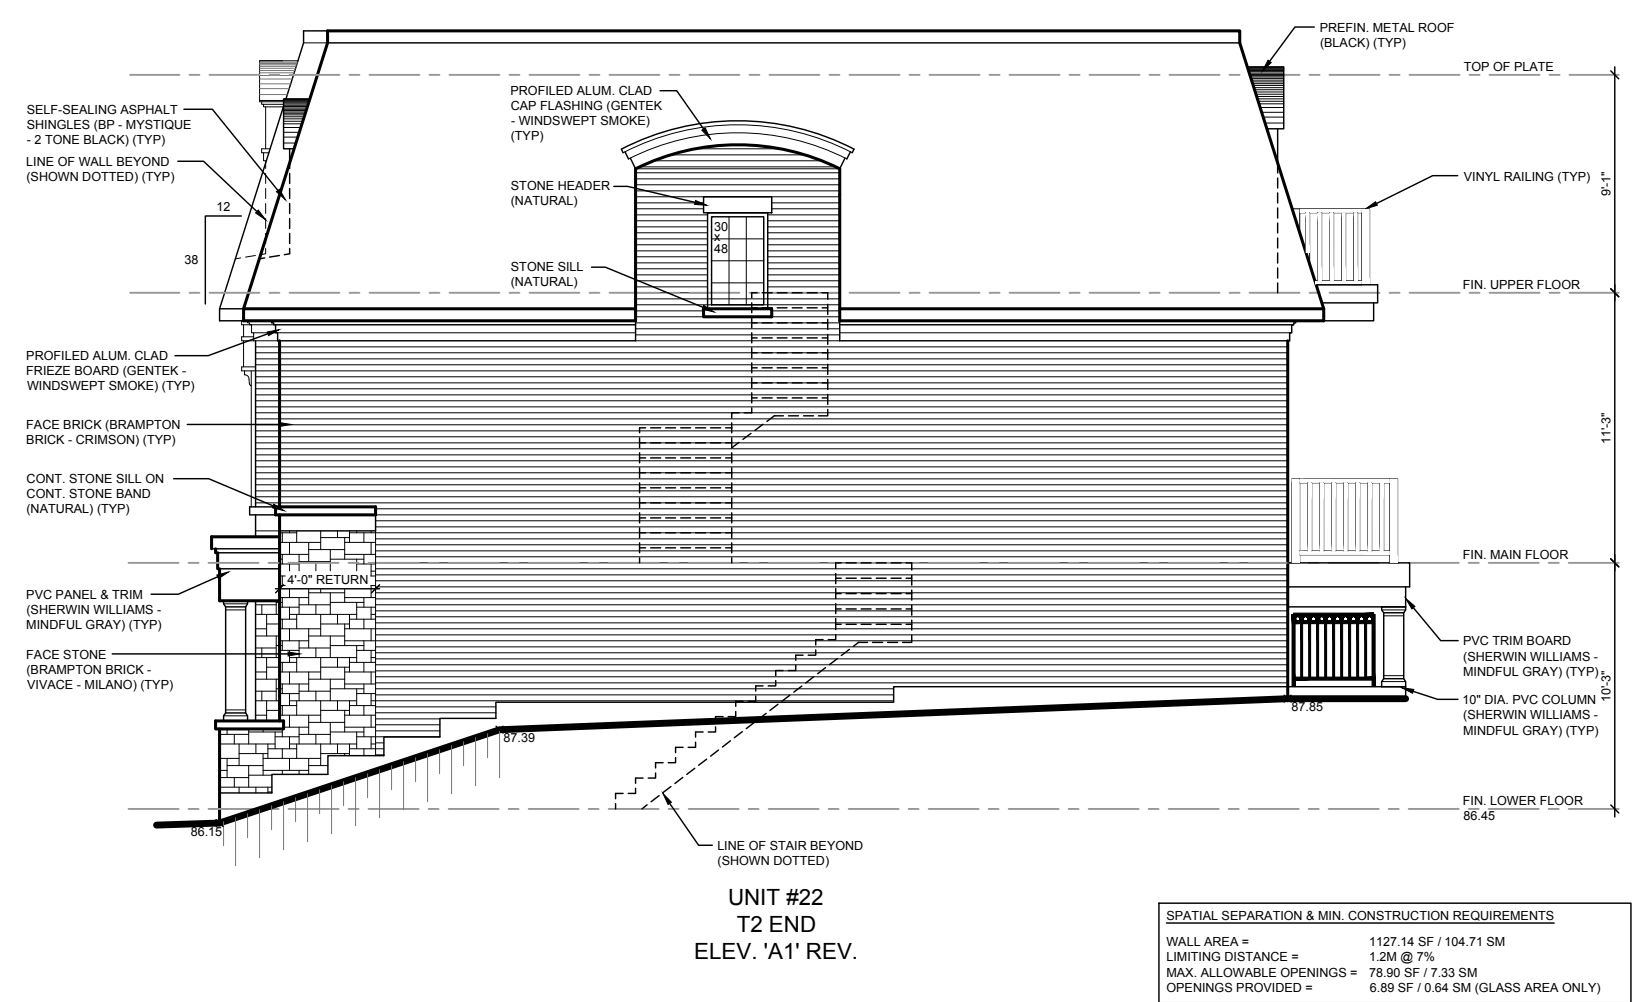 PREFIN. METAL ROOF
(BLACK) (TYP)
TOP OF PLATE
SELF-SEALING ASPHALT
SHINGLES (BP - MYSTIQUE
- 2 TONE BLACK) (TYP)
LINE OF WALL BEYOND
(SHOWN DOTTED) (TYP)
12
38
PROFILED ALUM. CLAD
CAP FLASHING (GENTEK
- WINDSWEPT SMOKE)
(TYP)
STONE HEADER
(NATURAL)
30
x
48
STONE SILL
(NATURAL)
VINYL RAILING (TYP)
9'-1"
FIN. UPPER FLOOR
PROFILED ALUM. CLAD
FRIEZE BOARD (GENTEK -
WINDSWEPT SMOKE) (TYP)
FACE BRICK (BRAMPTON
BRICK - CRIMSON) (TYP)
11'-3"
CONT. STONE SILL ON
CONT. STONE BAND
(NATURAL) (TYP)
FIN. MAIN FLOOR
4'-0" RETURN
PVC PANEL & TRIM
(SHERWIN WILLIAMS -
MINDFUL GRAY) (TYP)
FACE STONE
(BRAMPTON BRICK -
VIVACE - MILANO) (TYP)
PVC TRIM BOARD
(SHERWIN WILLIAMS -
MINDFUL GRAY) (TYP)
10'-3"
10" DIA. PVC COLUMN
(SHERWIN WILLIAMS -
MINDFUL GRAY) (TYP)
87.85
87.39
86.15
FIN. LOWER FLOOR
86.45
LINE OF STAIR BEYOND
(SHOWN DOTTED)
UNIT #22
T2 END
ELEV. 'A1' REV.
SPATIAL SEPARATION & MIN. CONSTRUCTION REQUIREMENTS
WALL AREA = 1127.14 SF / 104.71 SM
LIMITING DISTANCE = 1.2M @ 7%
MAX. ALLOWABLE OPENINGS = 78.90 SF / 7.33 SM
OPENINGS PROVIDED = 6.89 SF / 0.64 SM (GLASS AREA ONLY)